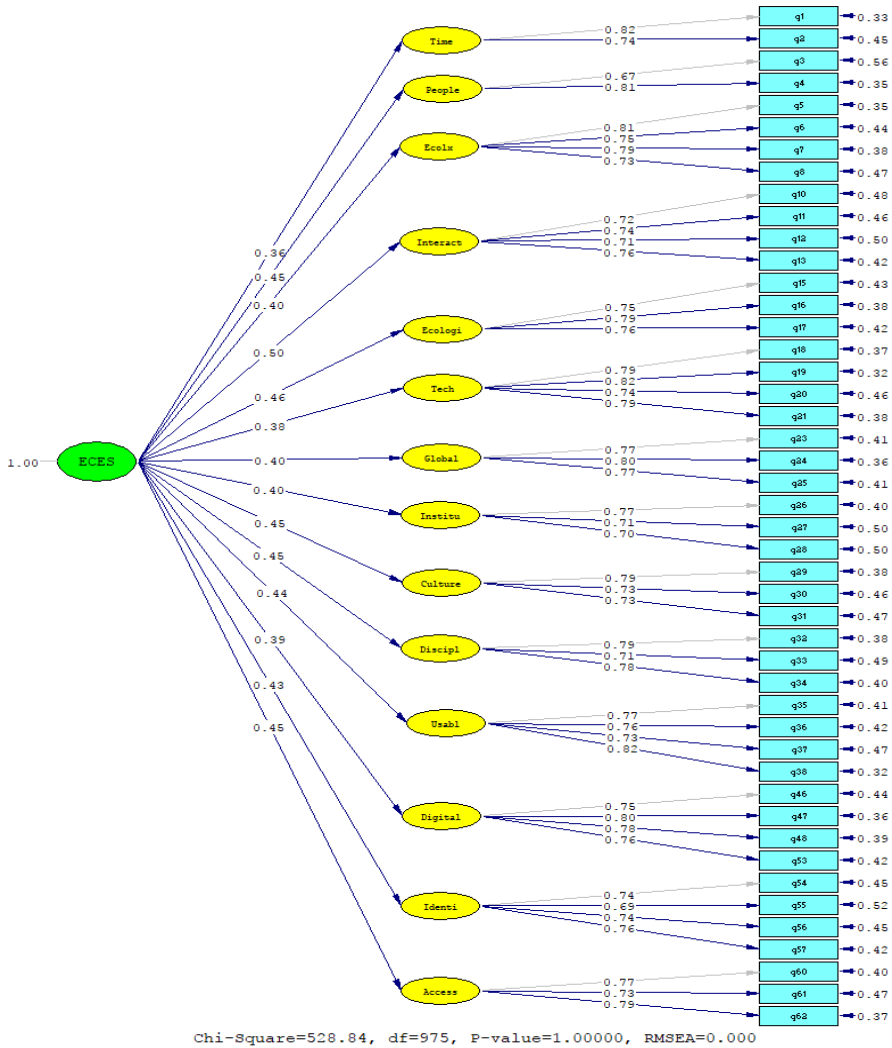 q1 0.33
0.82
Time
0.74 q2 0.45
q3 0.56
0.67
People
0.81 q4 0.35
q5 0.35
0.81
0.75 q6 0.44
Ecolx
0.79 q7 0.38
0.73 q8 0.47
q10 0.48
0.72
0.74 q11 0.46
Interact
0.71 q12 0.50
0.76 q13 0.42
0.36
0.45
0.40
q15 0.43
0.75
0.79 q16 0.38
Ecologi
0.76 q17 0.42
0.50
q18 0.37
0.79
0.82 q19 0.32
0.46
Tech
0.74 q20 0.46
0.79 q21 0.38
0.38
q23 0.41
0.77
1.00 ECES 0.40 Global 0.80 q24 0.36
0.77 q25 0.41
0.40
q26 0.40
0.77
Institu
0.71 q27 0.50
0.70 q28 0.50
0.45
q29 0.38
0.79
Culture
0.73 q30 0.46
0.73 q31 0.47
0.45
0.44
q32 0.38
0.79
Discipl
0.71 q33 0.49
0.78 q34 0.40
0.39
0.43
0.45
q35 0.41
0.77
Usabl
0.76 q36 0.42
0.73 q37 0.47
0.82 q38 0.32
q46 0.44
0.75
Digital
0.80 q47 0.36
0.78 q48 0.39
0.76 q53 0.42
q54 0.45
0.74
Identi
0.69 q55 0.52
0.74 q56 0.45
0.76 q57 0.42
q60 0.40
0.77
Access
0.73 q61 0.47
0.79 q62 0.37
Chi-Square=528.84, df=975, P-value=1.00000, RMSEA=0.000